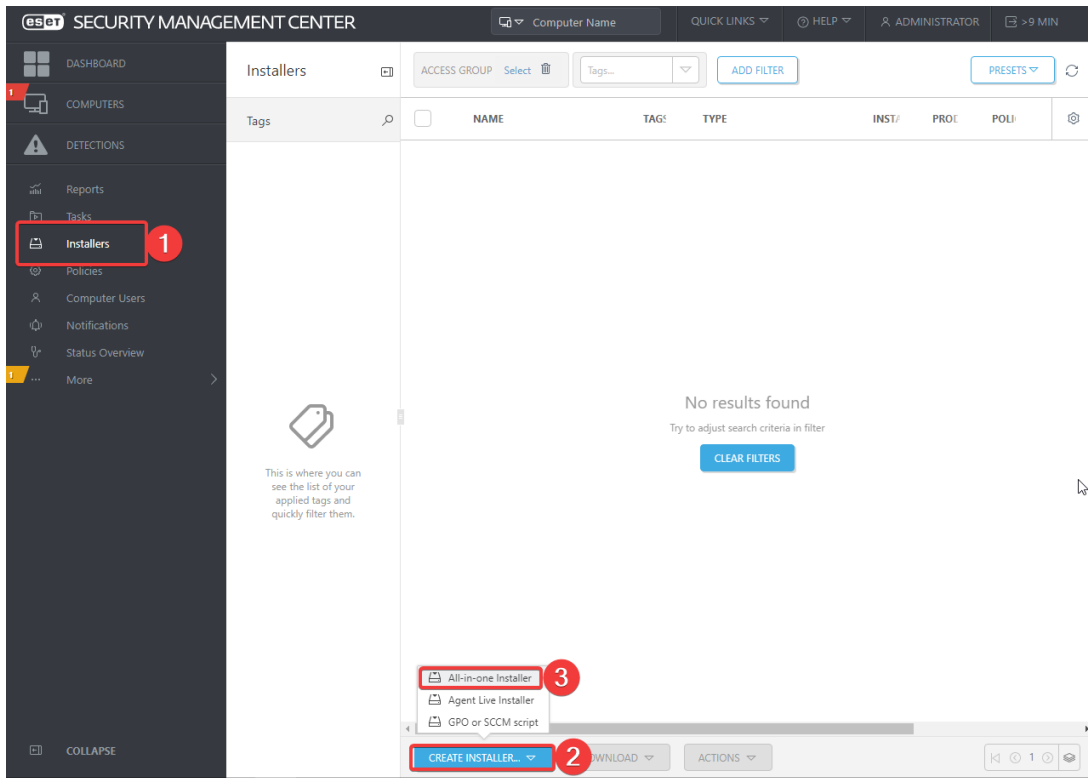 eset SECURITY MANAGEMENT CENTER
Computer Name
QUICK LINKS
HELP
ADMINISTRATOR
>9 MIN
DASHBOARD
1
COMPUTERS
DETECTIONS
Reports
Tasks
Installers
1
Policies
Computer Users
Notifications
Status Overview
1
More
COLLAPSE
Installers
Tags
This is where you can
see the list of your
applied tags and
quickly filter them.
ACCESS GROUP Select
Tags...
ADD FILTER
PRESETS
NAME TAGS TYPE INSTA PROD POLI
No results found
Try to adjust search criteria in filter
CLEAR FILTERS
All-in-one Installer
3
Agent Live Installer
GPO or SCCM script
CREATE INSTALLER...
2
OWNLOAD
ACTIONS
1